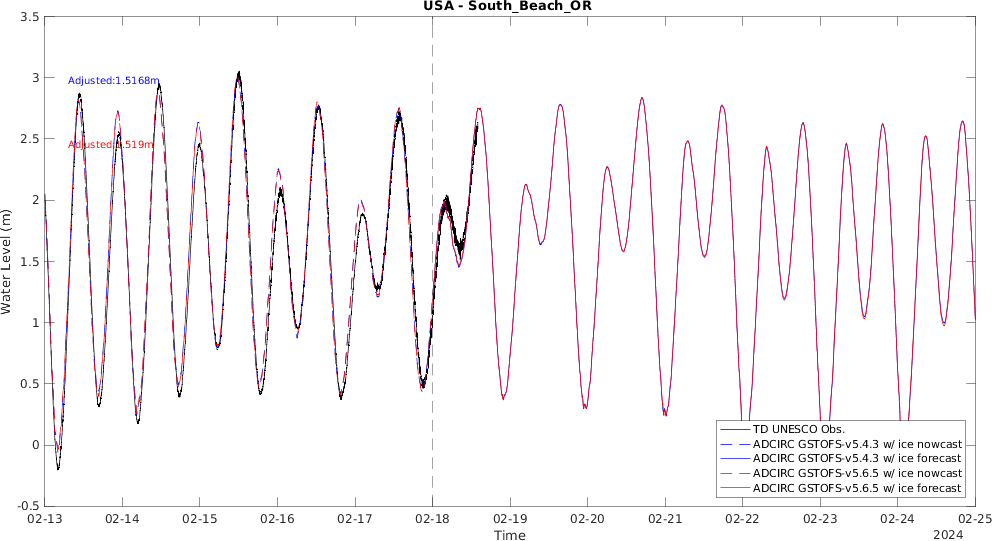 USA - South_Beach_OR
3.5
3
2.5
2
1.5
1
0.5
0
-0.5
Water Level (m)
Adjusted:1.5168m
Adjusted:1.519m
TD UNESCO Obs.
ADCIRC GSTOFS-v5.4.3 w/ ice nowcast
ADCIRC GSTOFS-v5.4.3 w/ ice forecast
ADCIRC GSTOFS-v5.6.5 w/ ice nowcast
ADCIRC GSTOFS-v5.6.5 w/ ice forecast
02-13 02-14 02-15 02-16 02-17 02-18 02-19 02-20 02-21 02-22 02-23 02-24 02-25
Time
2024